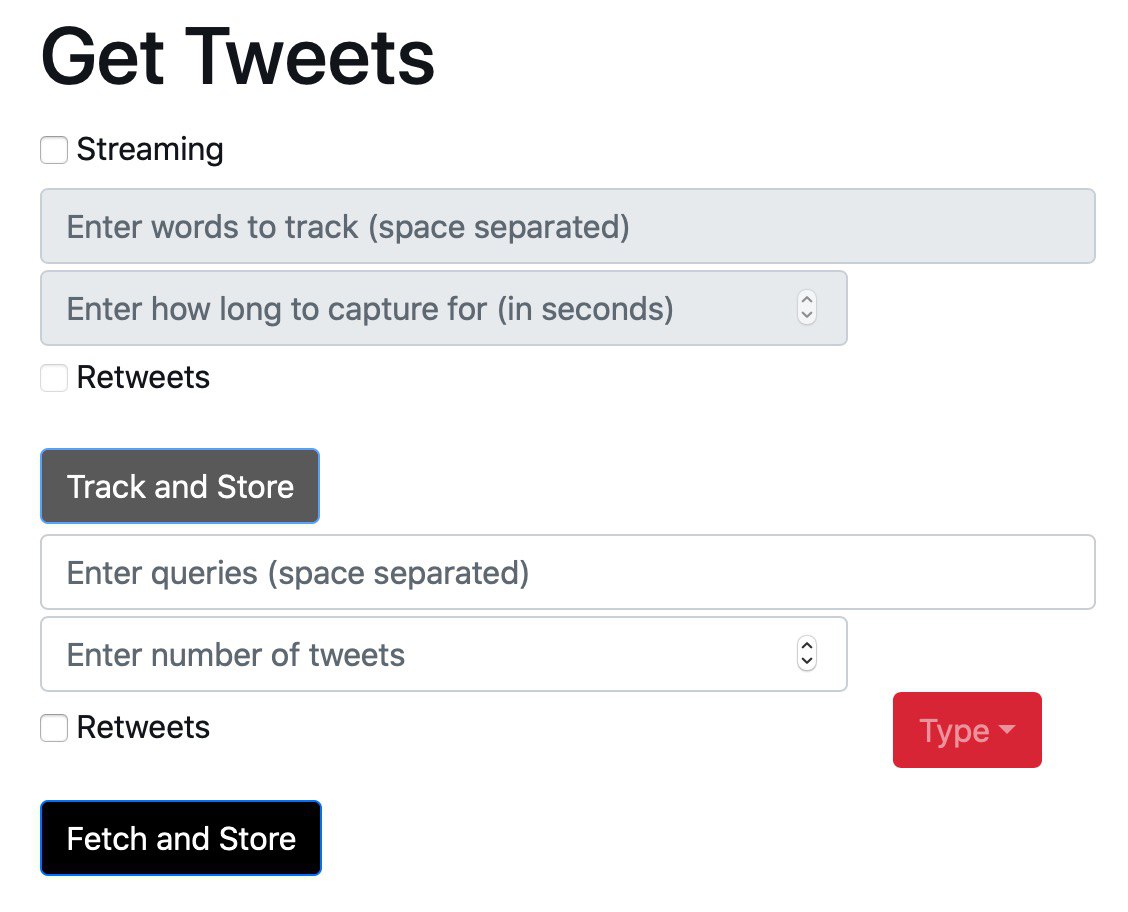 Get Tweets
Streaming
Enter words to track (space separated)
Enter how long to capture for (in seconds)
Retweets
Track and Store
Enter queries (space separated)
Enter number of tweets
Retweets
Type
Fetch and Store